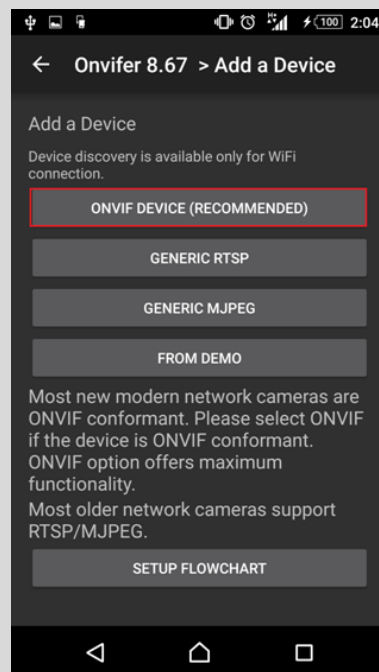 H+
100 2:04
Onvifer 8.67 > Add a Device
Add a Device
Device discovery is available only for WiFi
connection.
ONVIF DEVICE (RECOMMENDED)
GENERIC RTSP
GENERIC MJPEG
FROM DEMO
Most new modern network cameras are
ONVIF conformant. Please select ONVIF
if the device is ONVIF conformant.
ONVIF option offers maximum
functionality.
Most older network cameras support
RTSP/MJPEG.
SETUP FLOWCHART